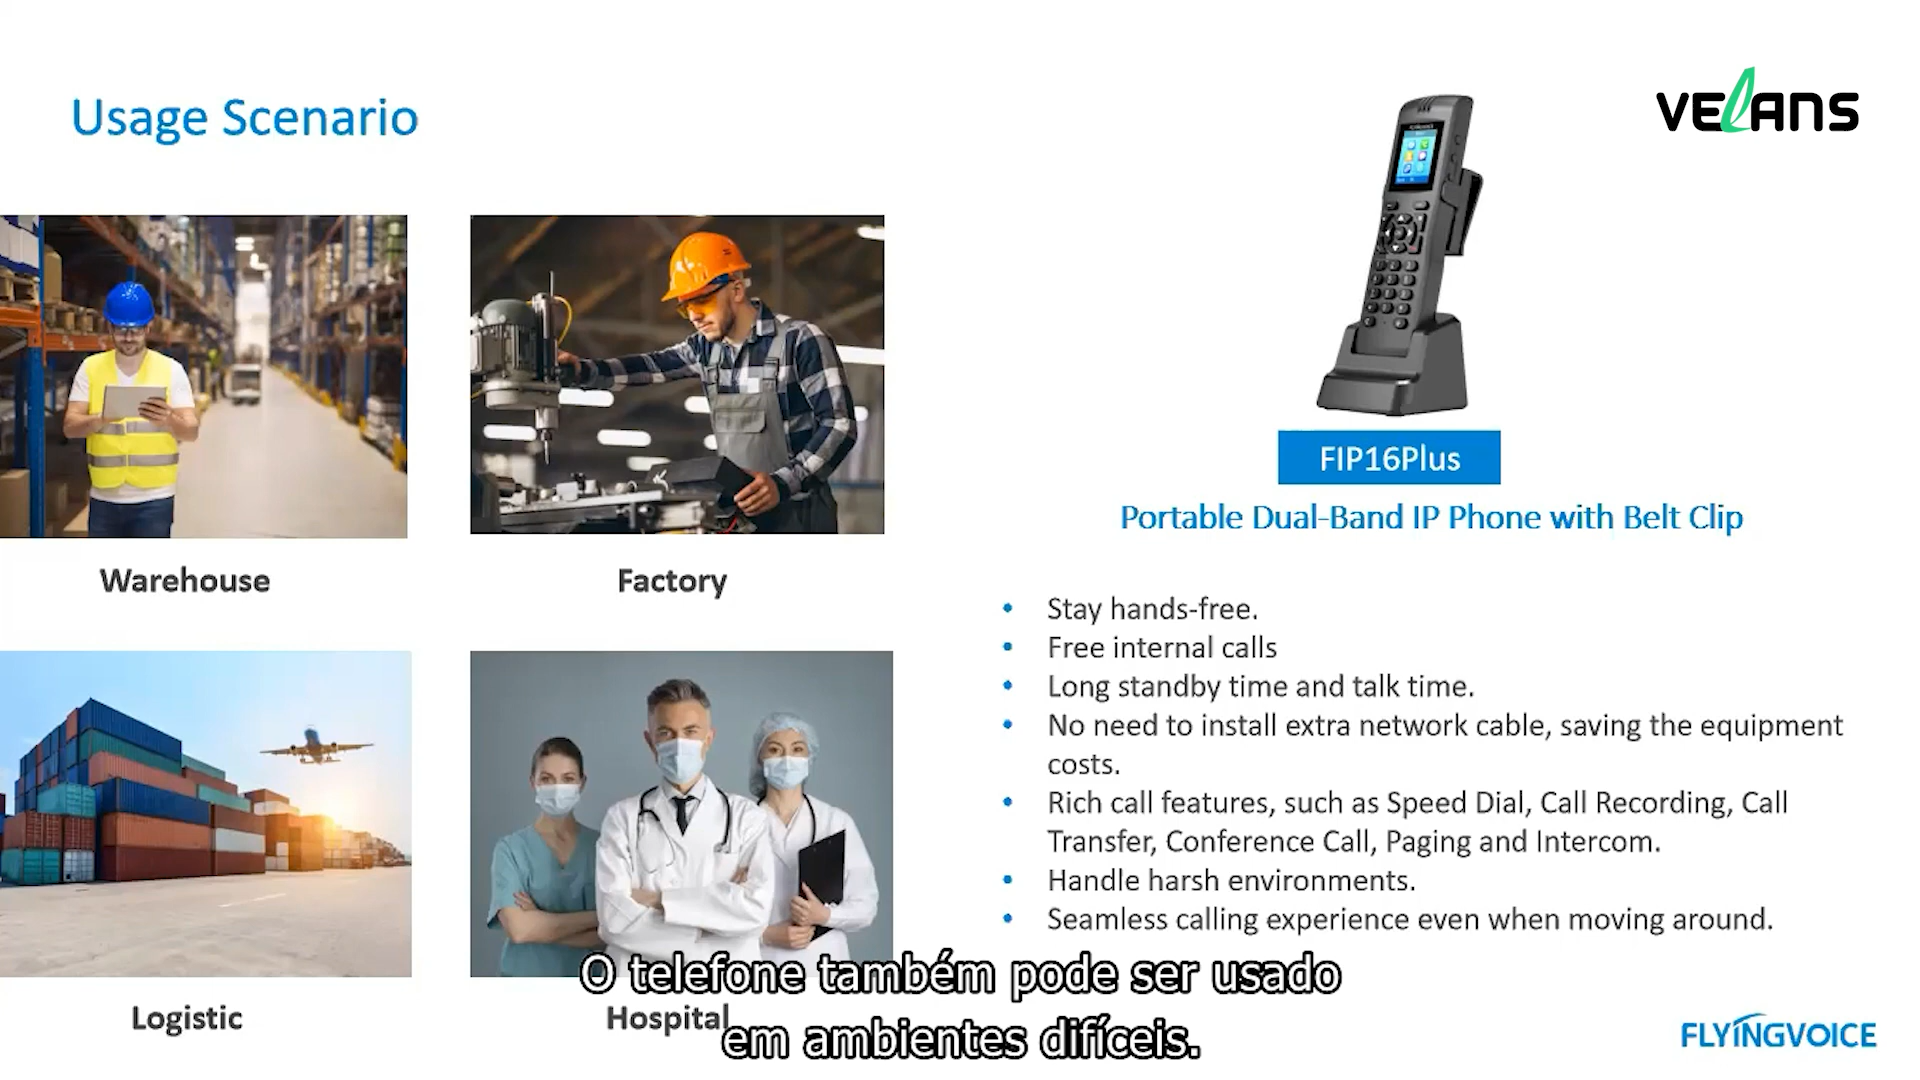 Usage Scenario
VELANS
Warehouse
Factory
Logistic
Hospital
FIP16Plus
Portable Dual-Band IP Phone with Belt Clip
• Stay hands-free.
• Free internal calls
• Long standby time and talk time.
• No need to install extra network cable, saving the equipment
costs.
• Rich call features, such as Speed Dial, Call Recording, Call
Transfer, Conference Call, Paging and Intercom.
• Handle harsh environments.
• Seamless calling experience even when moving around.
O telefone também pode ser usado
em ambientes difíceis.
FLYINGVOICE